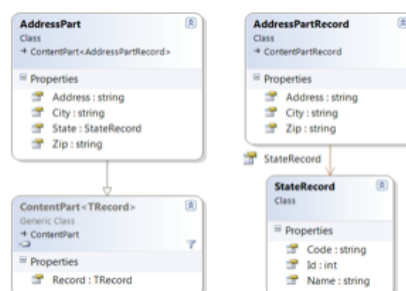 AddressPart
Class
→ ContentPart<AddressPartRecord>
Properties
Address : string
City : string
State : StateRecord
Zip : string
ContentPart<TRecord>
Generic Class
→ ContentPart
Properties
Record : TRecord
AddressPartRecord
Class
→ ContentPartRecord
Properties
Address : string
City : string
Zip : string
StateRecord
StateRecord
Class
Properties
Code : string
Id : int
Name : string